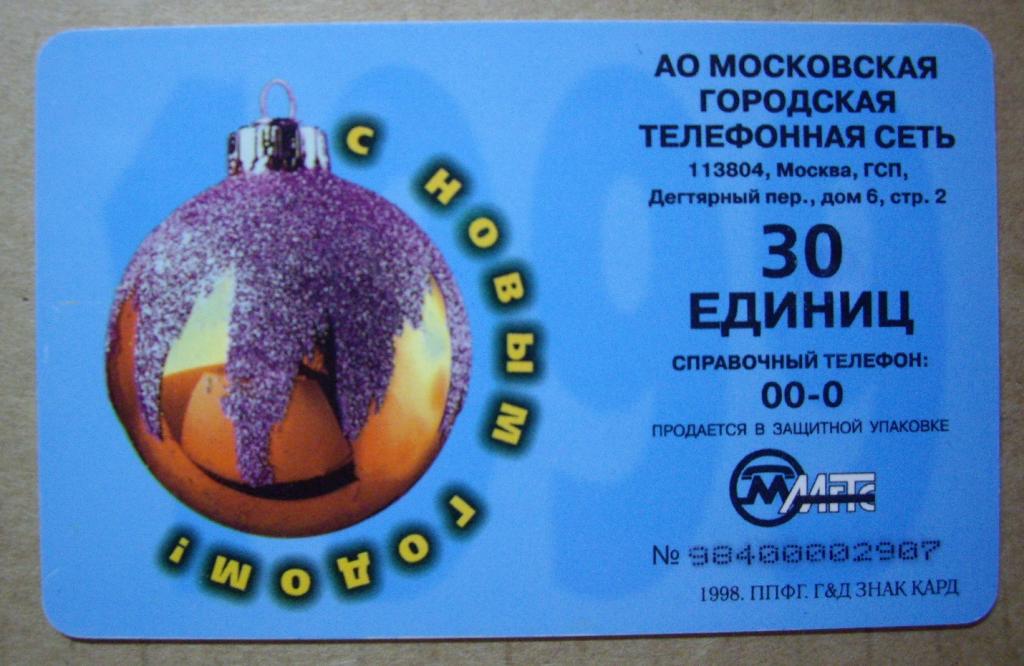 С НОВЫМ ГОДОМ!
АО МОСКОВСКАЯ
ГОРОДСКАЯ
ТЕЛЕФОННАЯ СЕТЬ
113804, Москва, ГСП,
Дегтярный пер., дом 6, стр. 2
30
ЕДИНИЦ
СПРАВОЧНЫЙ ТЕЛЕФОН:
00-0
ПРОДАЕТСЯ В ЗАЩИТНОЙ УПАКОВКЕ
М МГТС
№ 98400002907
1998. ППФГ. Г&Д ЗНАК КАРД